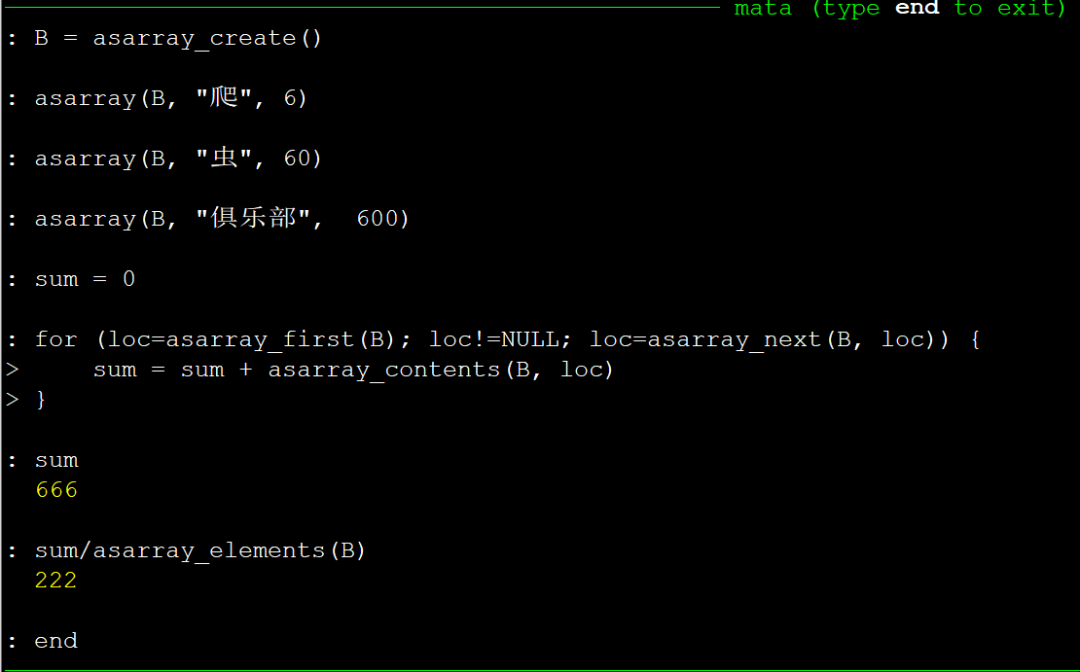 mata (type end to exit)
: B = asarray_create()
: asarray(B, "爬", 6)
: asarray(B, "虫", 60)
: asarray(B, "俱乐部",  600)
: sum = 0
: for (loc=asarray_first(B); loc!=NULL; loc=asarray_next(B, loc)) {
>     sum = sum + asarray_contents(B, loc)
> }
: sum
  666
: sum/asarray_elements(B)
  222
: end